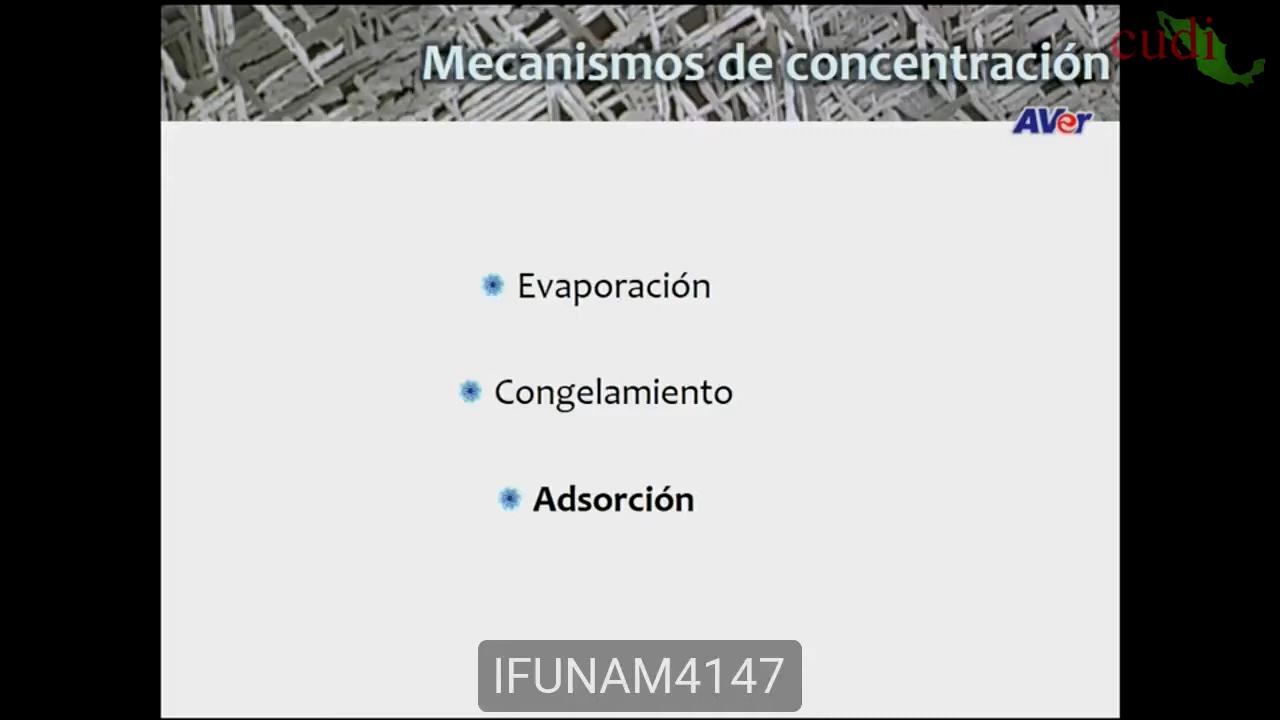 Mecanismos de concentración
cudi
AVer
Evaporación
Congelamiento
Adsorción
IFUNAM4147